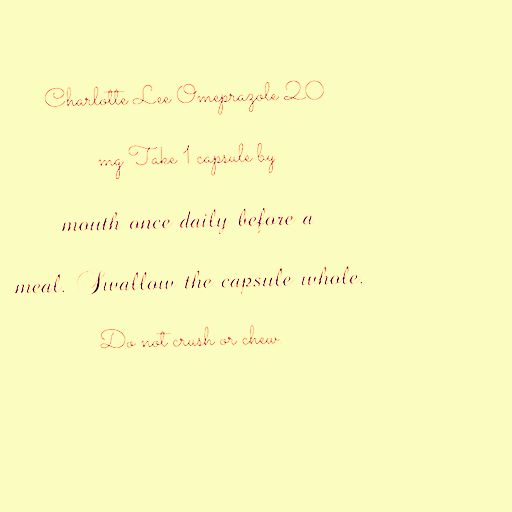 Charlotte Lee Omeprazole 20
mg Take 1 capsule by
mouth once daily before a
meal. Swallow the capsule whole.
Do not crush or chew.